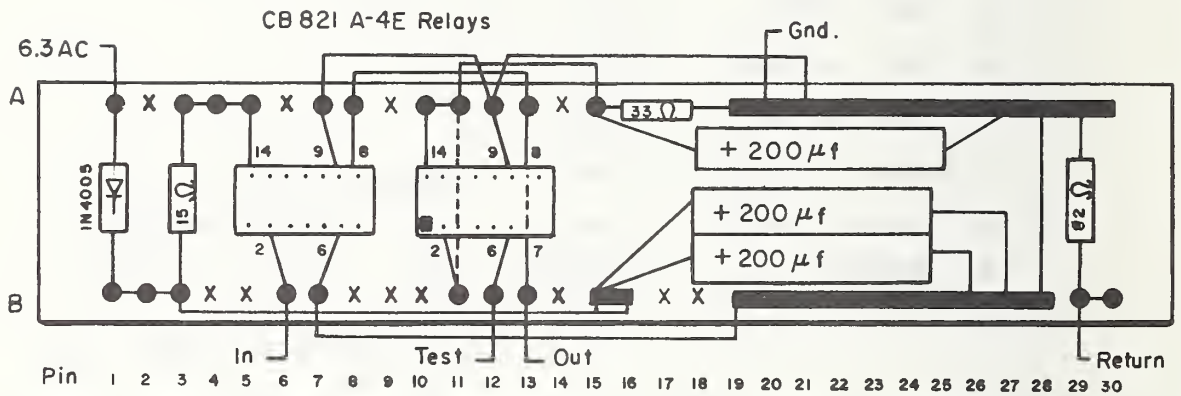 CB 821 A-4E Relays
6.3 AC
Gnd.
A
x x x x
33 Ω
14 9 8 14 9 8
+ 200 μf
1N4005
15 Ω
82 Ω
+ 200 μf
+ 200 μf
2 6 2 6 7
B
x x x x x x x x
In Test Out Return
Pin 1 2 3 4 5 6 7 8 9 10 11 12 13 14 15 16 17 18 19 20 21 22 23 24 25 26 27 28 29 30